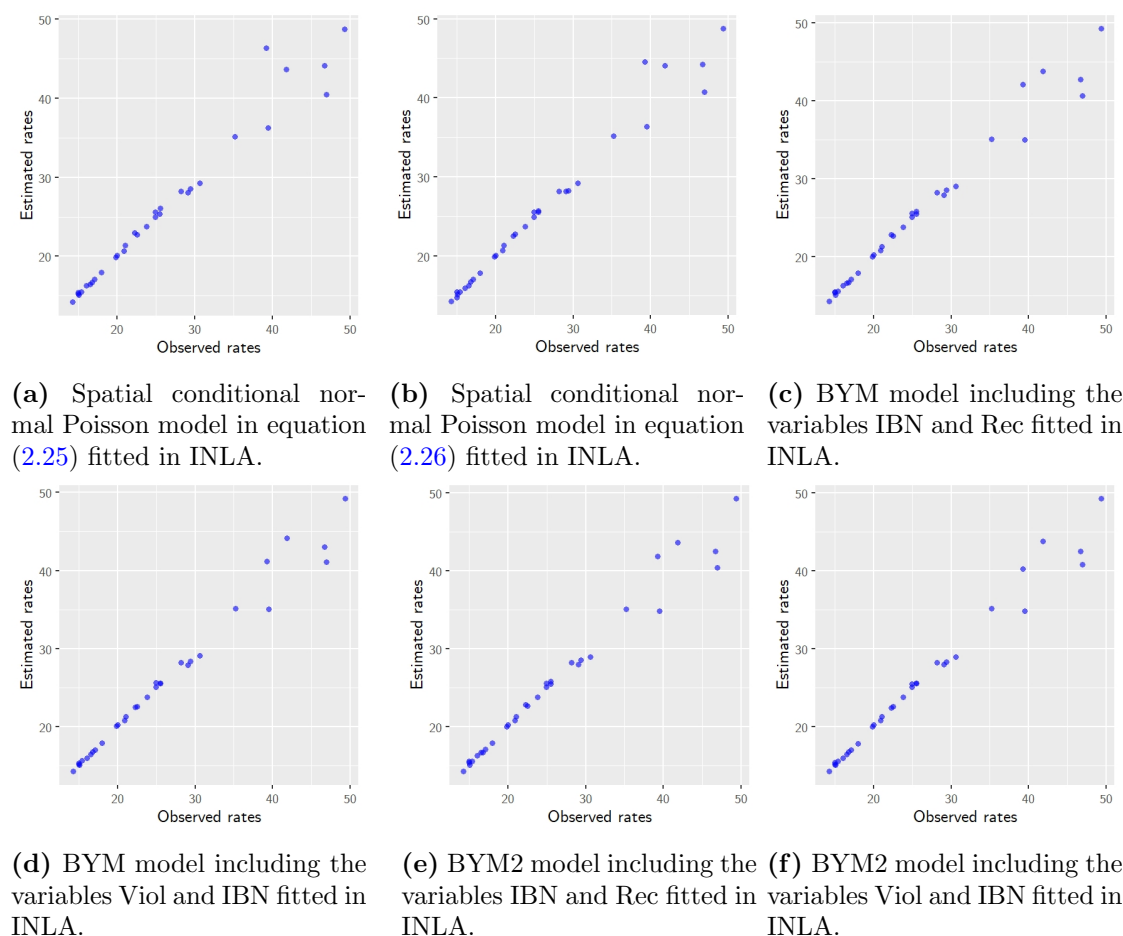 50
40
30
20
Estimated rates
20
30
40
50
Observed rates
50
40
30
20
Estimated rates
20
30
40
50
Observed rates
50
40
30
20
Estimated rates
20
30
40
50
Observed rates
(a) Spatial conditional nor-
mal Poisson model in equation
(2.25) fitted in INLA.
(b) Spatial conditional nor-
mal Poisson model in equation
(2.26) fitted in INLA.
(c) BYM model including the
variables IBN and Rec fitted in
INLA.
50
40
30
20
Estimated rates
20
30
40
50
Observed rates
50
40
30
20
Estimated rates
20
30
40
50
Observed rates
50
40
30
20
Estimated rates
20
30
40
50
Observed rates
(d) BYM model including the
variables Viol and IBN fitted in
INLA.
(e) BYM2 model including the
variables IBN and Rec fitted in
INLA.
(f) BYM2 model including the
variables Viol and IBN fitted in
INLA.